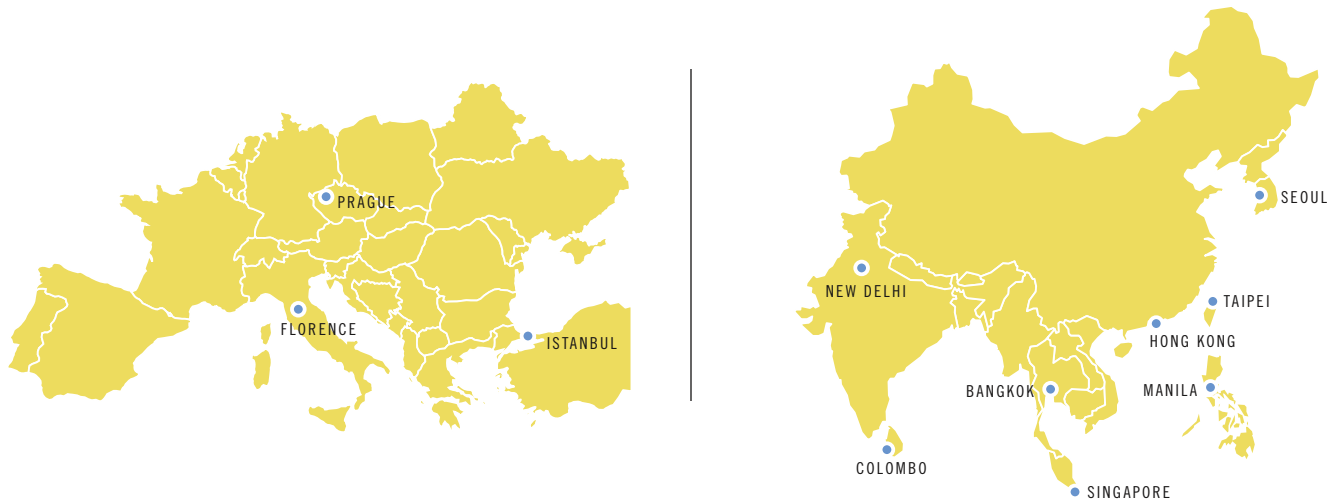 PRAGUE
FLORENCE
ISTANBUL
SEOUL
NEW DELHI
TAIPEI
HONG KONG
BANGKOK
MANILA
COLOMBO
SINGAPORE